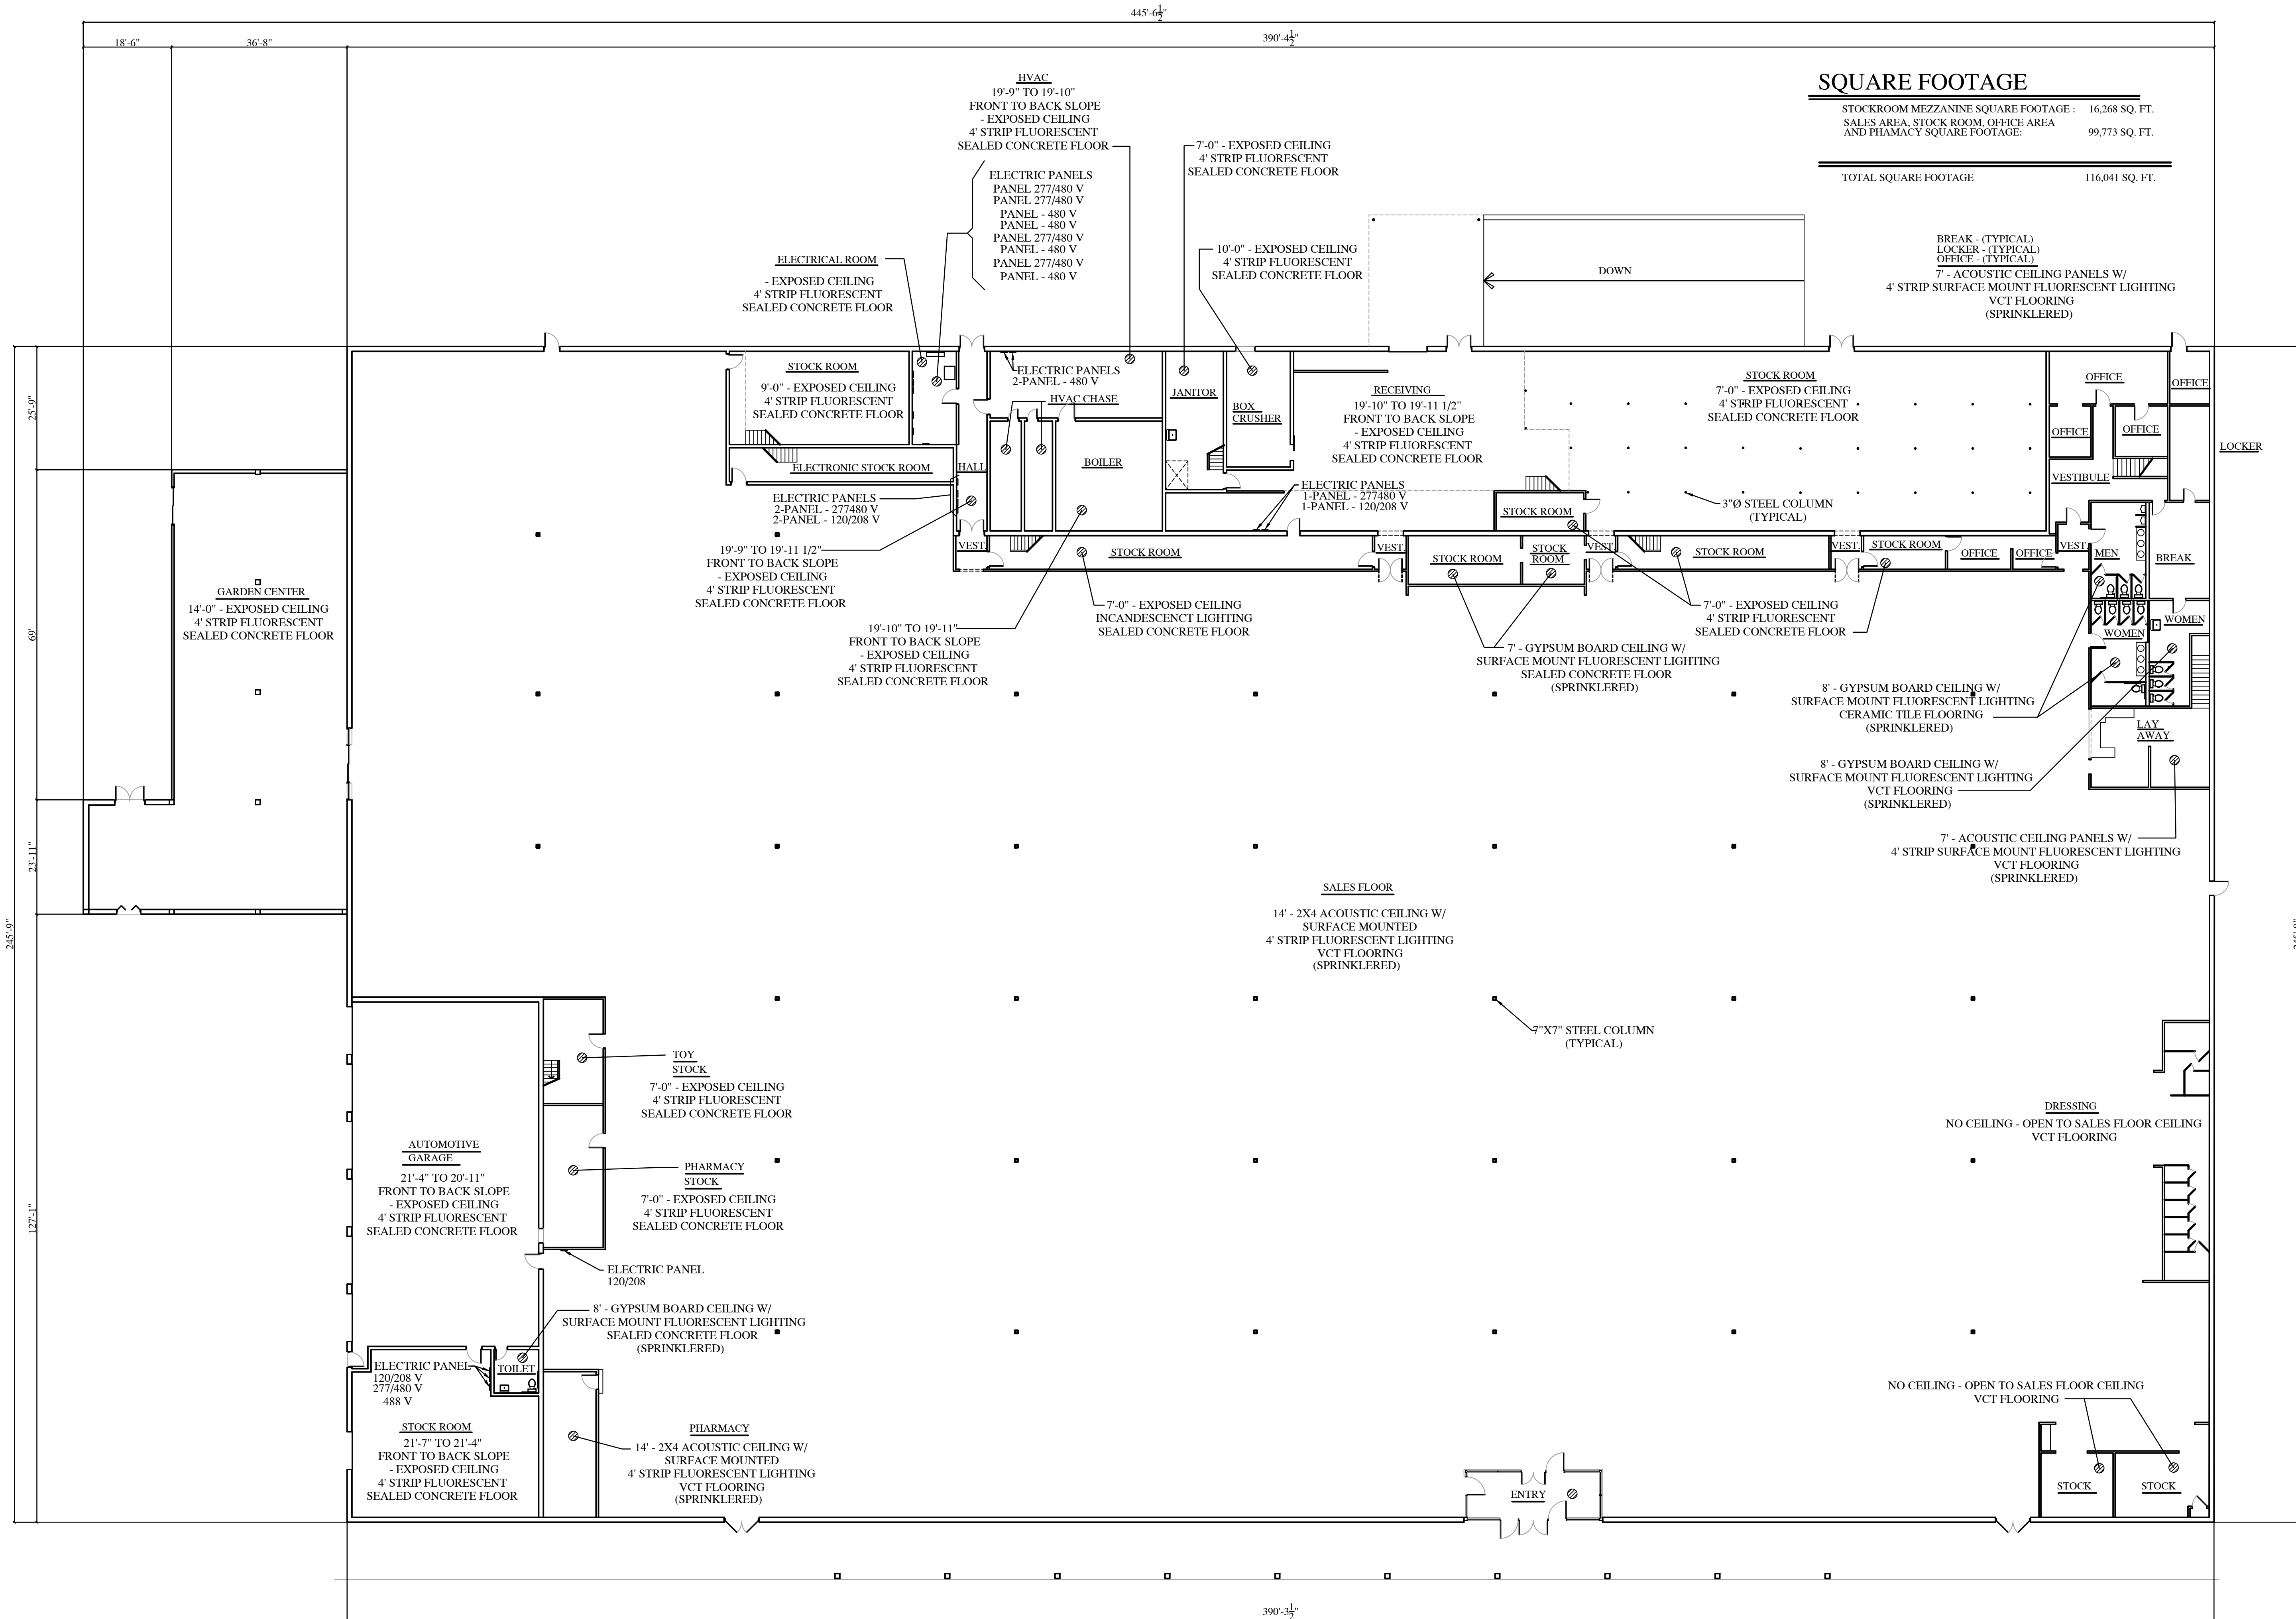 445'-6 1/2"
18'-6"
36'-8"
390'-4 1/2"
SQUARE FOOTAGE
STOCKROOM MEZZANINE SQUARE FOOTAGE : 16,268 SQ. FT.
SALES AREA, STOCK ROOM, OFFICE AREA
AND PHAMACY SQUARE FOOTAGE: 99,773 SQ. FT.
TOTAL SQUARE FOOTAGE 116,041 SQ. FT.
HVAC
19'-9" TO 19'-10"
FRONT TO BACK SLOPE
- EXPOSED CEILING
4' STRIP FLUORESCENT
SEALED CONCRETE FLOOR
ELECTRIC PANELS
PANEL 277/480 V
PANEL 277/480 V
PANEL - 480 V
PANEL - 480 V
PANEL 277/480 V
PANEL - 480 V
PANEL 277/480 V
PANEL - 480 V
7'-0" - EXPOSED CEILING
4' STRIP FLUORESCENT
SEALED CONCRETE FLOOR
10'-0" - EXPOSED CEILING
4' STRIP FLUORESCENT
SEALED CONCRETE FLOOR
ELECTRICAL ROOM
- EXPOSED CEILING
4' STRIP FLUORESCENT
SEALED CONCRETE FLOOR
DOWN
BREAK - (TYPICAL)
LOCKER - (TYPICAL)
OFFICE - (TYPICAL)
7' - ACOUSTIC CEILING PANELS W/
4' STRIP SURFACE MOUNT FLUORESCENT LIGHTING
VCT FLOORING
(SPRINKLERED)
25'-9"
69'
23'-11"
245'-9"
127'-1"
STOCK ROOM
9'-0" - EXPOSED CEILING
4' STRIP FLUORESCENT
SEALED CONCRETE FLOOR
ELECTRONIC STOCK ROOM
HALL
ELECTRIC PANELS
2-PANEL - 480 V
HVAC CHASE
BOILER
JANITOR
BOX
CRUSHER
RECEIVING
19'-10" TO 19'-11 1/2"
FRONT TO BACK SLOPE
- EXPOSED CEILING
4' STRIP FLUORESCENT
SEALED CONCRETE FLOOR
STOCK ROOM
7'-0" - EXPOSED CEILING
4' STRIP FLUORESCENT
SEALED CONCRETE FLOOR
OFFICE
OFFICE
OFFICE
OFFICE
LOCKER
VESTIBULE
ELECTRIC PANELS
2-PANEL - 277480 V
2-PANEL - 120/208 V
ELECTRIC PANELS
1-PANEL - 277480 V
1-PANEL - 120/208 V
STOCK ROOM
3"Ø STEEL COLUMN
(TYPICAL)
VEST.
STOCK ROOM
VEST.
STOCK ROOM
STOCK
ROOM
VEST.
STOCK ROOM
VEST.
STOCK ROOM
OFFICE
OFFICE
VEST.
MEN
BREAK
19'-9" TO 19'-11 1/2"
FRONT TO BACK SLOPE
- EXPOSED CEILING
4' STRIP FLUORESCENT
SEALED CONCRETE FLOOR
19'-10" TO 19'-11"
FRONT TO BACK SLOPE
- EXPOSED CEILING
4' STRIP FLUORESCENT
SEALED CONCRETE FLOOR
7'-0" - EXPOSED CEILING
INCANDESCENCT LIGHTING
SEALED CONCRETE FLOOR
7' - GYPSUM BOARD CEILING W/
SURFACE MOUNT FLUORESCENT LIGHTING
SEALED CONCRETE FLOOR
(SPRINKLERED)
7'-0" - EXPOSED CEILING
4' STRIP FLUORESCENT
SEALED CONCRETE FLOOR
WOMEN
WOMEN
GARDEN CENTER
14'-0" - EXPOSED CEILING
4' STRIP FLUORESCENT
SEALED CONCRETE FLOOR
8' - GYPSUM BOARD CEILING W/
SURFACE MOUNT FLUORESCENT LIGHTING
CERAMIC TILE FLOORING
(SPRINKLERED)
LAY
AWAY
8' - GYPSUM BOARD CEILING W/
SURFACE MOUNT FLUORESCENT LIGHTING
VCT FLOORING
(SPRINKLERED)
7' - ACOUSTIC CEILING PANELS W/
4' STRIP SURFACE MOUNT FLUORESCENT LIGHTING
VCT FLOORING
(SPRINKLERED)
SALES FLOOR
14' - 2X4 ACOUSTIC CEILING W/
SURFACE MOUNTED
4' STRIP FLUORESCENT LIGHTING
VCT FLOORING
(SPRINKLERED)
7"X7" STEEL COLUMN
(TYPICAL)
TOY
STOCK
7'-0" - EXPOSED CEILING
4' STRIP FLUORESCENT
SEALED CONCRETE FLOOR
AUTOMOTIVE
GARAGE
21'-4" TO 20'-11"
FRONT TO BACK SLOPE
- EXPOSED CEILING
4' STRIP FLUORESCENT
SEALED CONCRETE FLOOR
PHARMACY
STOCK
7'-0" - EXPOSED CEILING
4' STRIP FLUORESCENT
SEALED CONCRETE FLOOR
DRESSING
NO CEILING - OPEN TO SALES FLOOR CEILING
VCT FLOORING
ELECTRIC PANEL
120/208
8' - GYPSUM BOARD CEILING W/
SURFACE MOUNT FLUORESCENT LIGHTING
SEALED CONCRETE FLOOR
(SPRINKLERED)
ELECTRIC PANEL
120/208 V
277/480 V
488 V
TOILET
STOCK ROOM
21'-7" TO 21'-4"
FRONT TO BACK SLOPE
- EXPOSED CEILING
4' STRIP FLUORESCENT
SEALED CONCRETE FLOOR
PHARMACY
14' - 2X4 ACOUSTIC CEILING W/
SURFACE MOUNTED
4' STRIP FLUORESCENT LIGHTING
VCT FLOORING
(SPRINKLERED)
NO CEILING - OPEN TO SALES FLOOR CEILING
VCT FLOORING
ENTRY
STOCK
STOCK
390'-3 1/2"